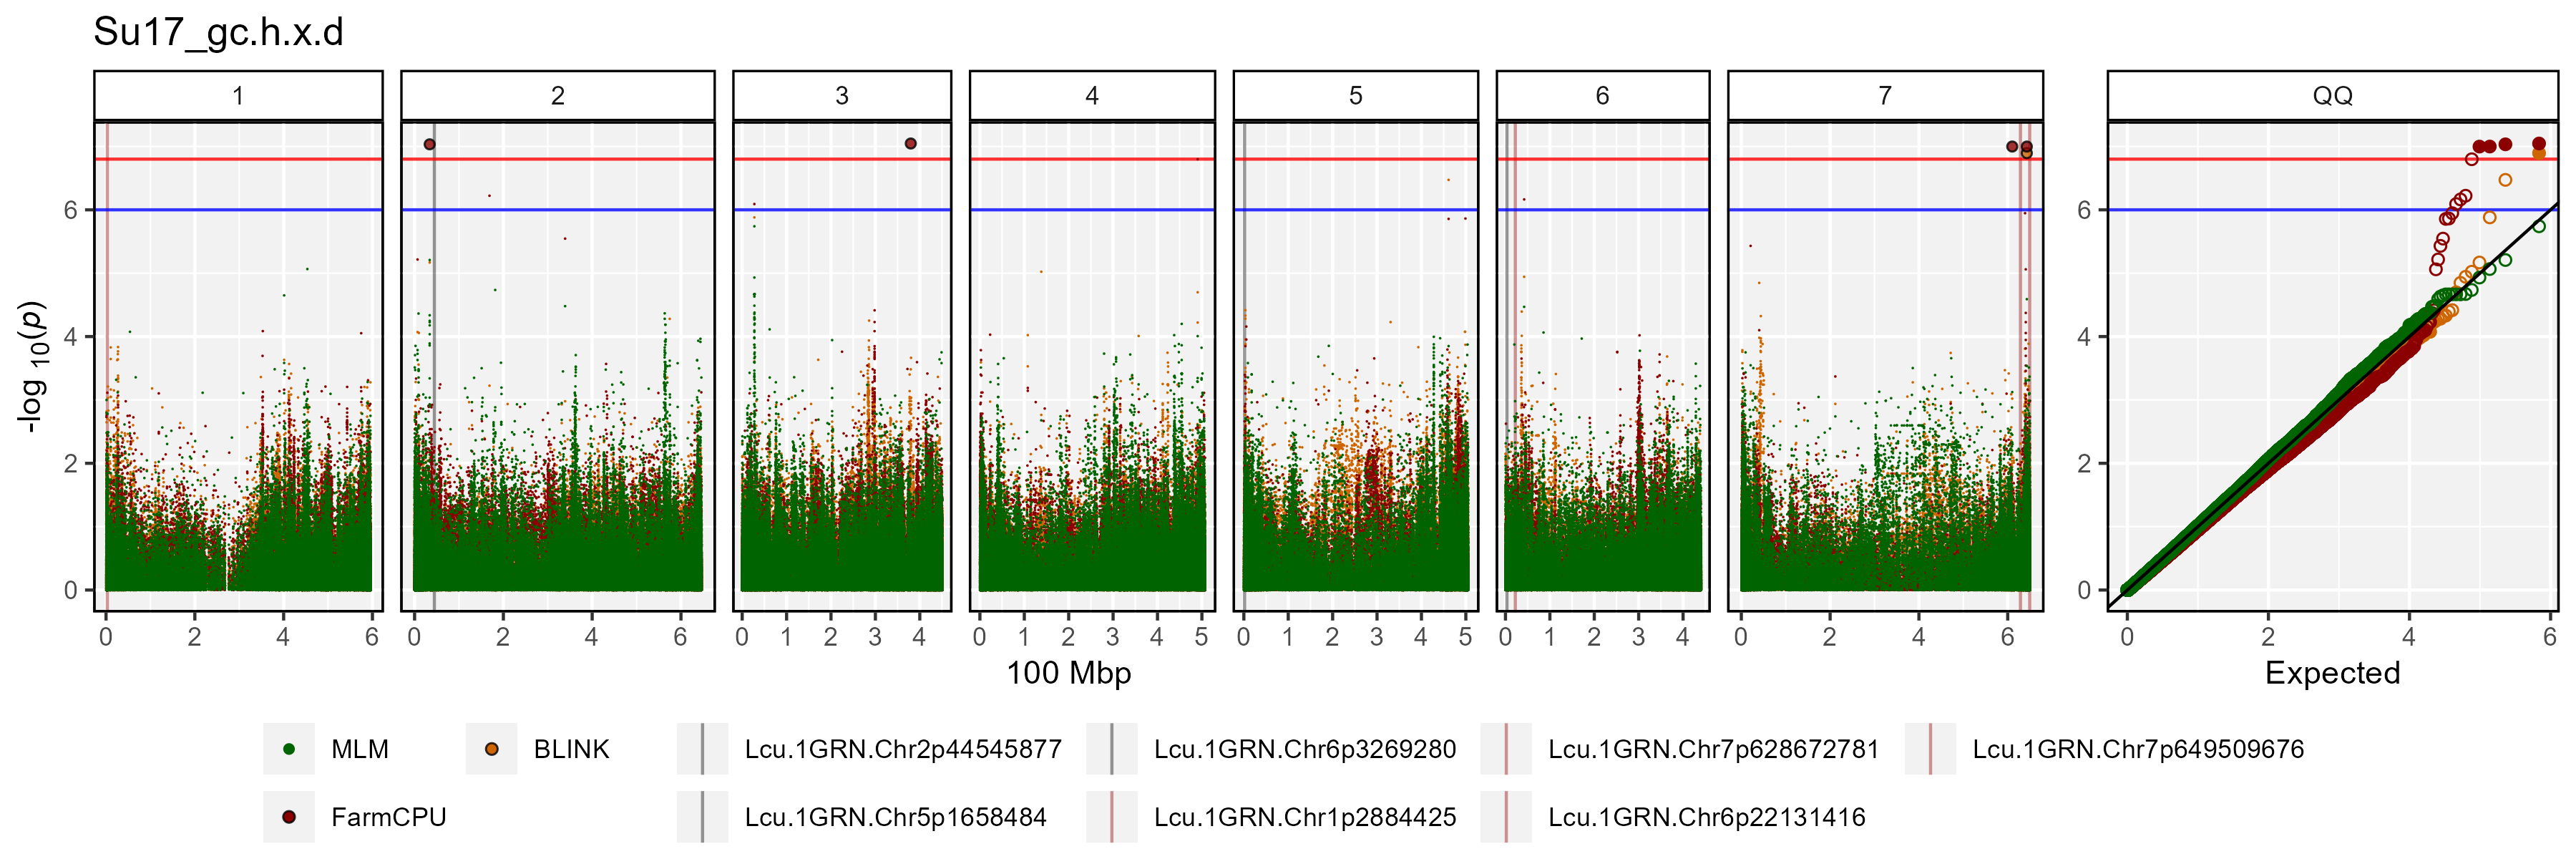 Su17_gc.h.x.d
1 2 3 4 5 6 7 QQ
-log 10(p)
6 6
4 4
2 2
0 0
0 2 4 6 0 2 4 6 0 1 2 3 4 0 1 2 3 4 5 0 1 2 3 4 5 0 1 2 3 4 0 2 4 6 0 2 4 6
100 Mbp Expected
MLM BLINK Lcu.1GRN.Chr2p44545877 Lcu.1GRN.Chr6p3269280 Lcu.1GRN.Chr7p628672781 Lcu.1GRN.Chr7p649509676
FarmCPU Lcu.1GRN.Chr5p1658484 Lcu.1GRN.Chr1p2884425 Lcu.1GRN.Chr6p22131416